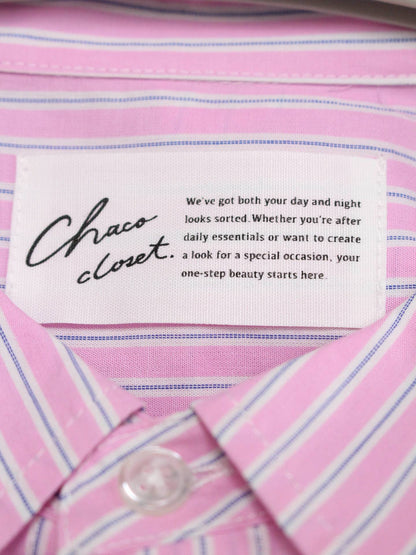 Chaco
closet.
We've got both your day and night
looks sorted. Whether you're after
daily essentials or want to create
a look for a special occasion, your
one-step beauty starts here.